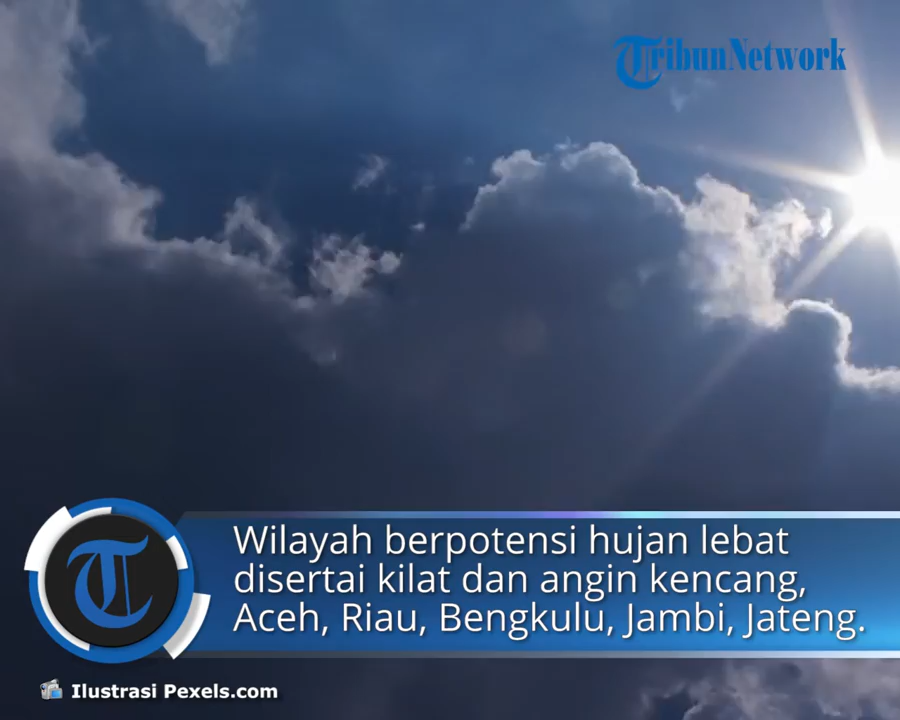 TribunNetwork
Wilayah berpotensi hujan lebat
disertai kilat dan angin kencang,
Aceh, Riau, Bengkulu, Jambi, Jateng.
T
Ilustrasi Pexels.com